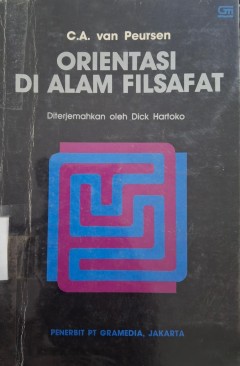 C.A. van Peursen
ORIENTASI
DI ALAM FILSAFAT
Diterjemahkan oleh Dick Hartoko
PENERBIT PT GRAMEDIA, JAKARTA